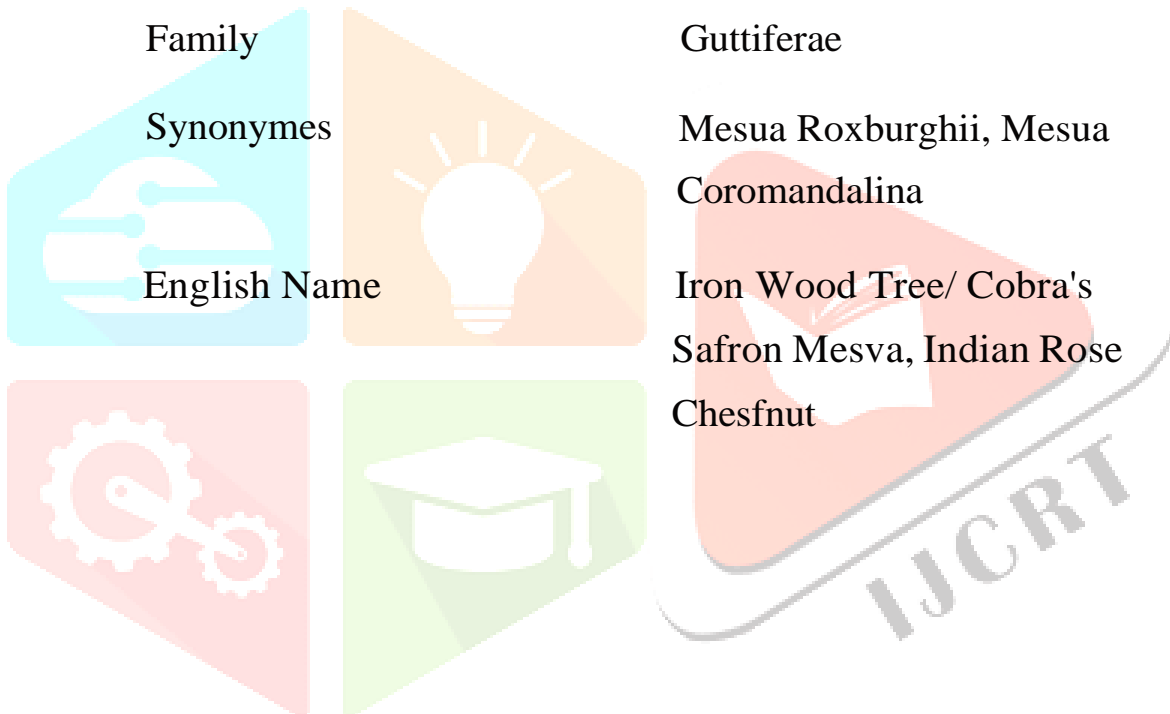 Family Guttiferae
Synonymes Mesua Roxburghii, Mesua
Coromandalina
English Name Iron Wood Tree/ Cobra's
Safron Mesva, Indian Rose
Chesfnut
IJCRT